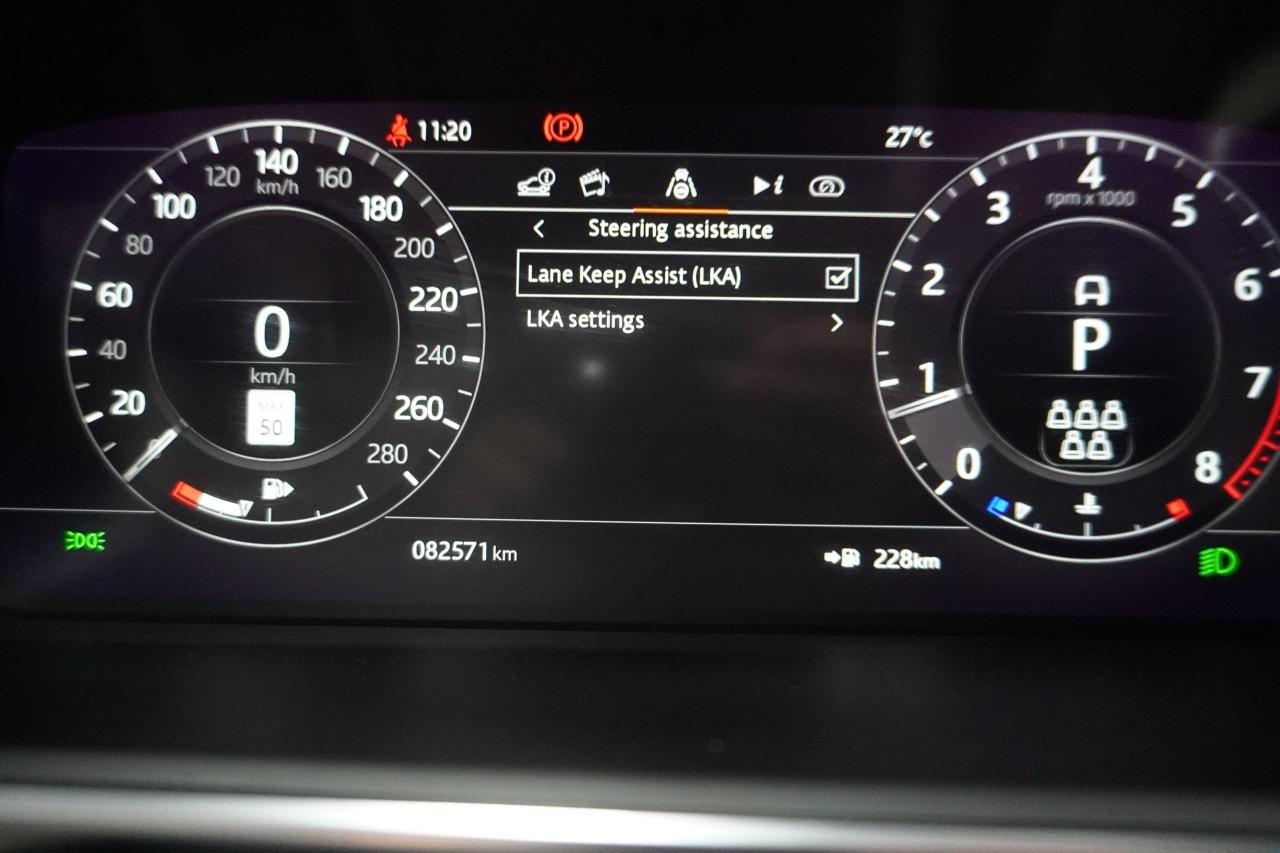 11:20
P
27°c
140
km/h
120
160
100
180
80
200
60
220
40
240
20
260
280
0
km/h
MAX
50
Steering assistance
Lane Keep Assist (LKA)
LKA settings
4
rpm x 1000
3
5
2
6
1
7
0
8
P
082571 km
228km